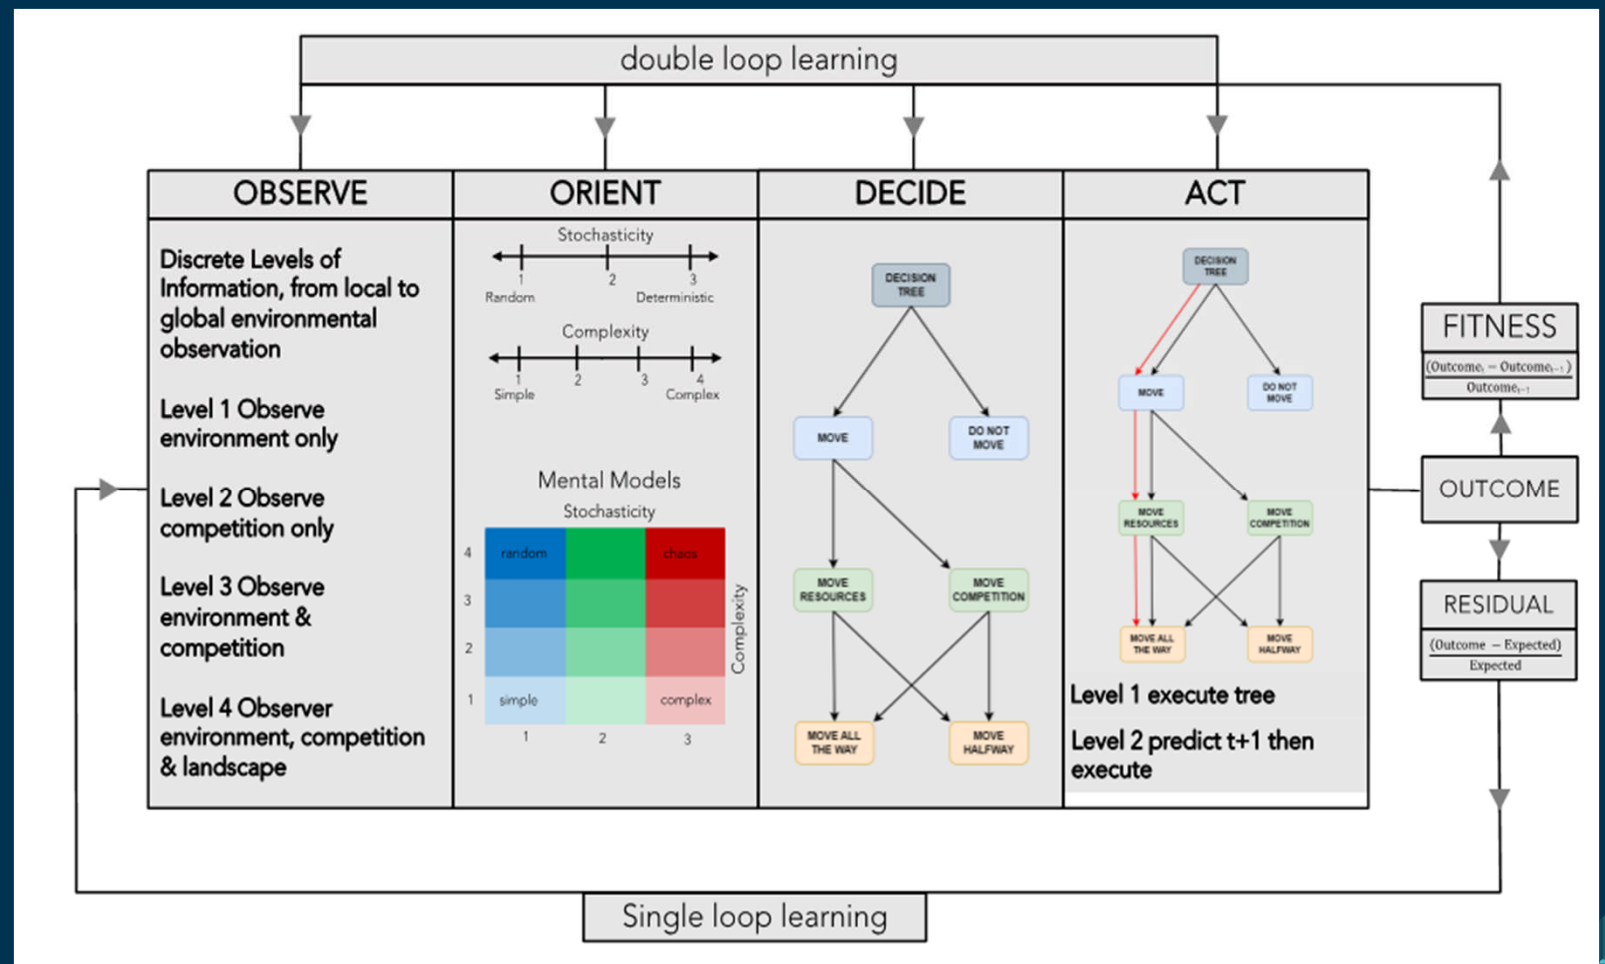 double loop learning
OBSERVE
ORIENT
DECIDE
ACT
Discrete Levels of
Information, from local to
global environmental
observation
Level 1 Observe
environment only
Level 2 Observe
competition only
Level 3 Observe
environment &
competition
Level 4 Observer
environment, competition
& landscape
Stochasticity
1
2
3
Random
Deterministic
Complexity
1
2
3
4
Simple
Complex
Mental Models
Stochasticity
4
random
chaos
3
2
1
simple
complex
Complexity
1
2
3
DECISION
TREE
MOVE
DO NOT
MOVE
MOVE
RESOURCES
MOVE
COMPETITION
MOVE ALL
THE WAY
MOVE
HALFWAY
DECISION
TREE
MOVE
DO NOT
MOVE
MOVE
RESOURCES
MOVE
COMPETITION
MOVE ALL
THE WAY
MOVE
HALFWAY
Level 1 execute tree
Level 2 predict t+1 then
execute
FITNESS
(Outcomeₜ − Outcomeₜ₋₁)
Outcomeₜ₋₁
OUTCOME
RESIDUAL
(Outcome − Expected)
Expected
Single loop learning